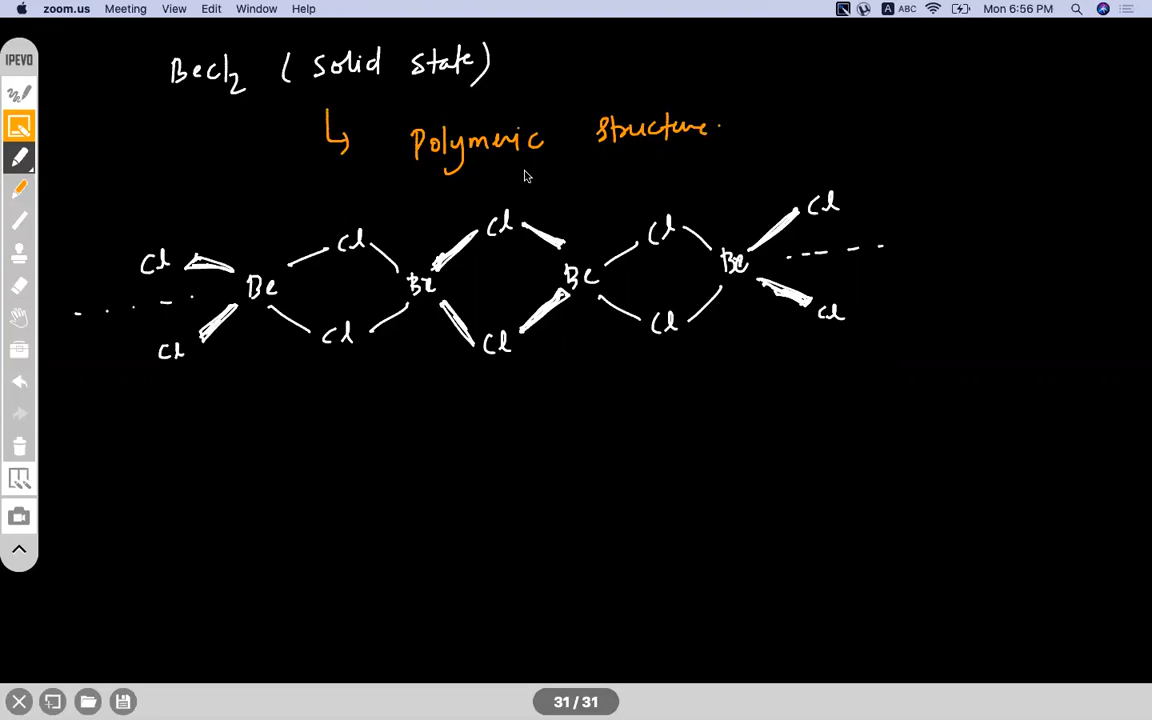 zoom.us Meeting View Edit Window Help A ABC Mon 6:56 PM
IPEVO
BeCl2 (Solid State)
↳ Polymeric Structure.
Cl
Cl Cl Cl
Cl Be Be Be Be
Cl Cl Cl Cl Cl
31 / 31